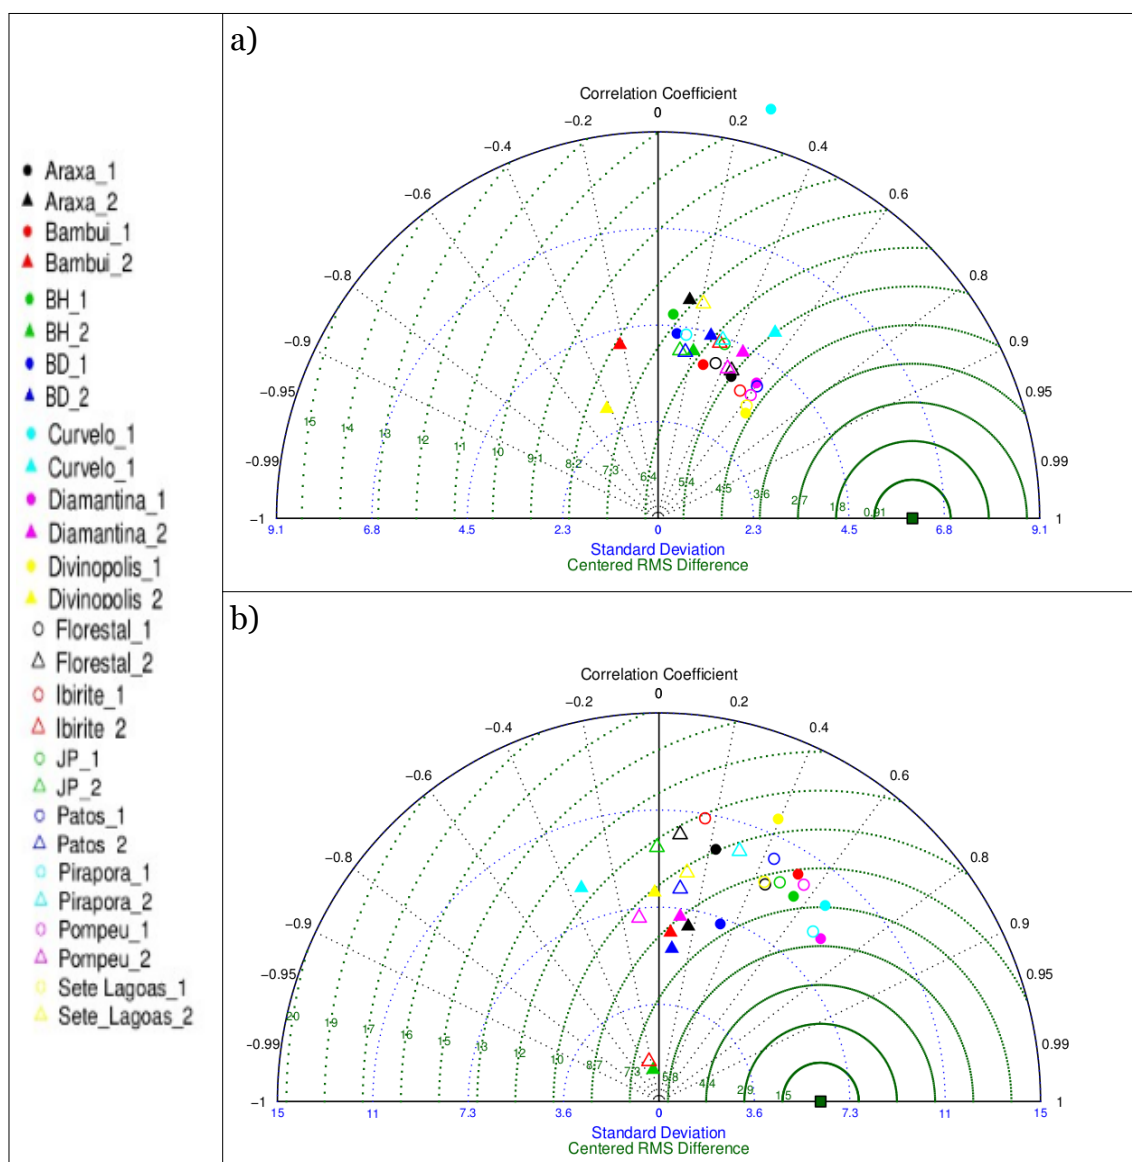 Araxa_1
Araxa_2
Bambui_1
Bambui_2
BH_1
BH_2
BD_1
BD_2
Curvelo_1
Curvelo_1
Diamantina_1
Diamantina_2
Divinopolis_1
Divinopolis 2
Florestal_1
Florestal_2
Ibirite_1
Ibirite 2
JP_1
JP_2
Patos_1
Patos 2
Pirapora_1
Pirapora_2
Pompeu_1
Pompeu_2
Sete Lagoas_1
Sete_Lagoas_2
a)
Correlation Coefficient
0
−0.2 0.2
−0.4 0.4
−0.6 0.6
−0.8 0.8
−0.9 0.9
−0.95 0.95
−0.99 0.99
−1 1
15 14 13 12 11 10 9.1 8.2 7.3 6.4 5.4 4.5 3.6 2.7 1.8 0.91
9.1 6.8 4.5 2.3 0 2.3 4.5 6.8 9.1
Standard Deviation
Centered RMS Difference
b)
Correlation Coefficient
0
−0.2 0.2
−0.4 0.4
−0.6 0.6
−0.8 0.8
−0.9 0.9
−0.95 0.95
−0.99 0.99
−1 1
20 19 17 16 15 13 12 10 8.7 7.3 5.8 4.4 2.9 1.5
15 11 7.3 3.6 0 3.6 7.3 11 15
Standard Deviation
Centered RMS Difference